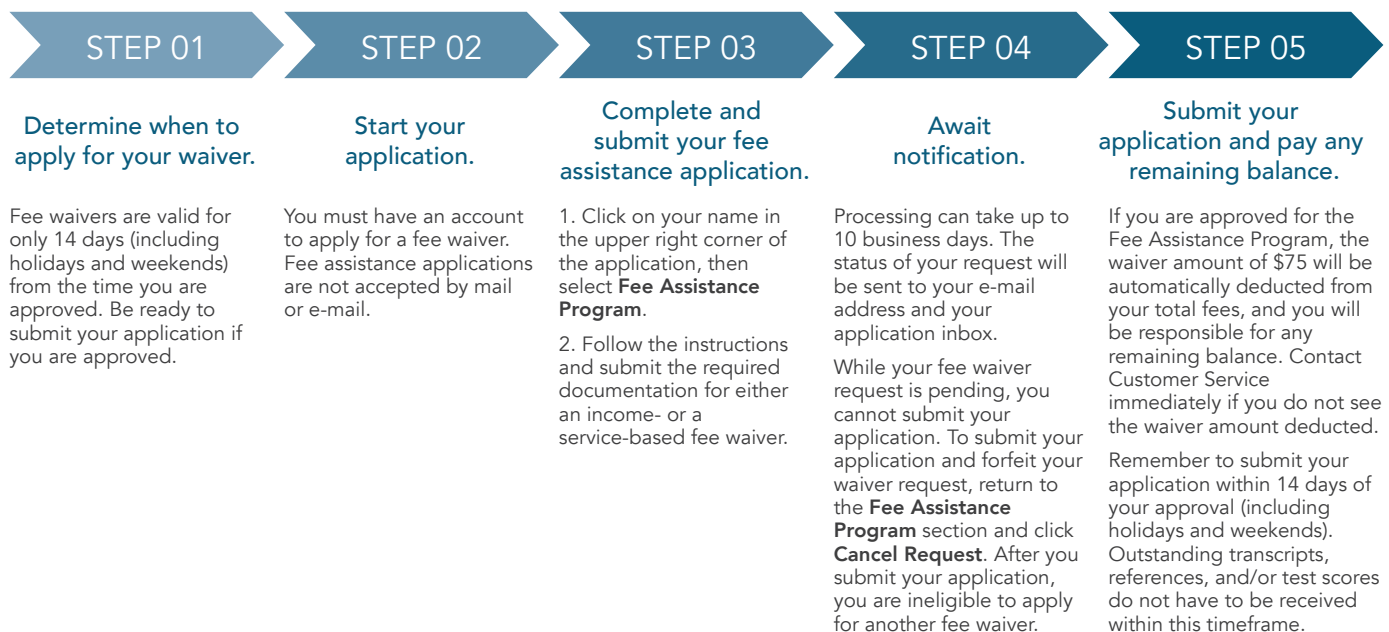 STEP 01
Determine when to
apply for your waiver.
Fee waivers are valid for
only 14 days (including
holidays and weekends)
from the time you are
approved. Be ready to
submit your application if
you are approved.
STEP 02
Start your
application.
You must have an account
to apply for a fee waiver.
Fee assistance applications
are not accepted by mail
or e-mail.
STEP 03
Complete and
submit your fee
assistance application.
1. Click on your name in
the upper right corner of
the application, then
select Fee Assistance
Program.
2. Follow the instructions
and submit the required
documentation for either
an income- or a
service-based fee waiver.
STEP 04
Await
notification.
Processing can take up to
10 business days. The
status of your request will
be sent to your e-mail
address and your
application inbox.
While your fee waiver
request is pending, you
cannot submit your
application. To submit your
application and forfeit your
waiver request, return to
the Fee Assistance
Program section and click
Cancel Request. After you
submit your application,
you are ineligible to apply
for another fee waiver.
STEP 05
Submit your
application and pay any
remaining balance.
If you are approved for the
Fee Assistance Program, the
waiver amount of $75 will be
automatically deducted from
your total fees, and you will
be responsible for any
remaining balance. Contact
Customer Service
immediately if you do not see
the waiver amount deducted.
Remember to submit your
application within 14 days of
your approval (including
holidays and weekends).
Outstanding transcripts,
references, and/or test scores
do not have to be received
within this timeframe.